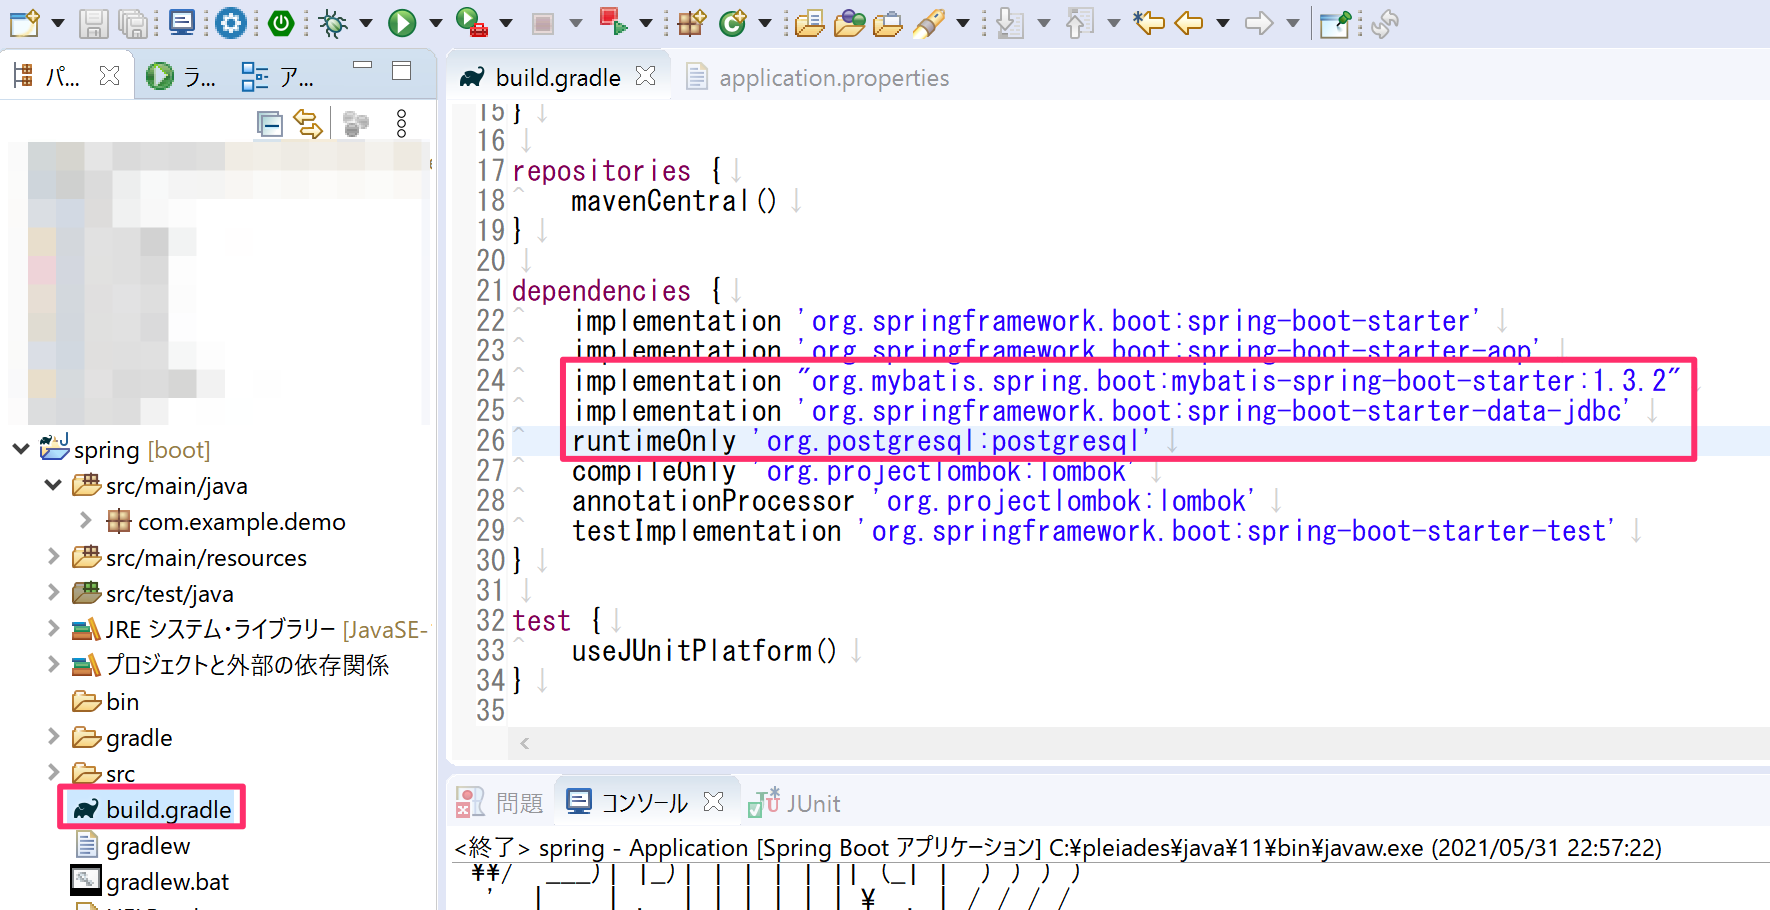 パ...
ラ...
ア...
build.gradle
application.properties
spring [boot]
src/main/java
com.example.demo
src/main/resources
src/test/java
JRE システム・ライブラリー [JavaSE-
プロジェクトと外部の依存関係
bin
gradle
src
build.gradle
gradlew
gradlew.bat
15 }
16
17 repositories {
18 mavenCentral()
19 }
20
21 dependencies {
22 implementation 'org.springframework.boot:spring-boot-starter'
23 implementation 'org.springframework.boot:spring-boot-starter-aop'
24 implementation "org.mybatis.spring.boot:mybatis-spring-boot-starter:1.3.2"
25 implementation 'org.springframework.boot:spring-boot-starter-data-jdbc'
26 runtimeOnly 'org.postgresql:postgresql'
27 compileOnly 'org.projectlombok:lombok'
28 annotationProcessor 'org.projectlombok:lombok'
29 testImplementation 'org.springframework.boot:spring-boot-starter-test'
30 }
31
32 test {
33 useJUnitPlatform()
34 }
35
問題
コンソール
JUnit
<終了> spring - Application [Spring Boot アプリケーション] C:¥pleiades¥java¥11¥bin¥javaw.exe (2021/05/31 22:57:22)